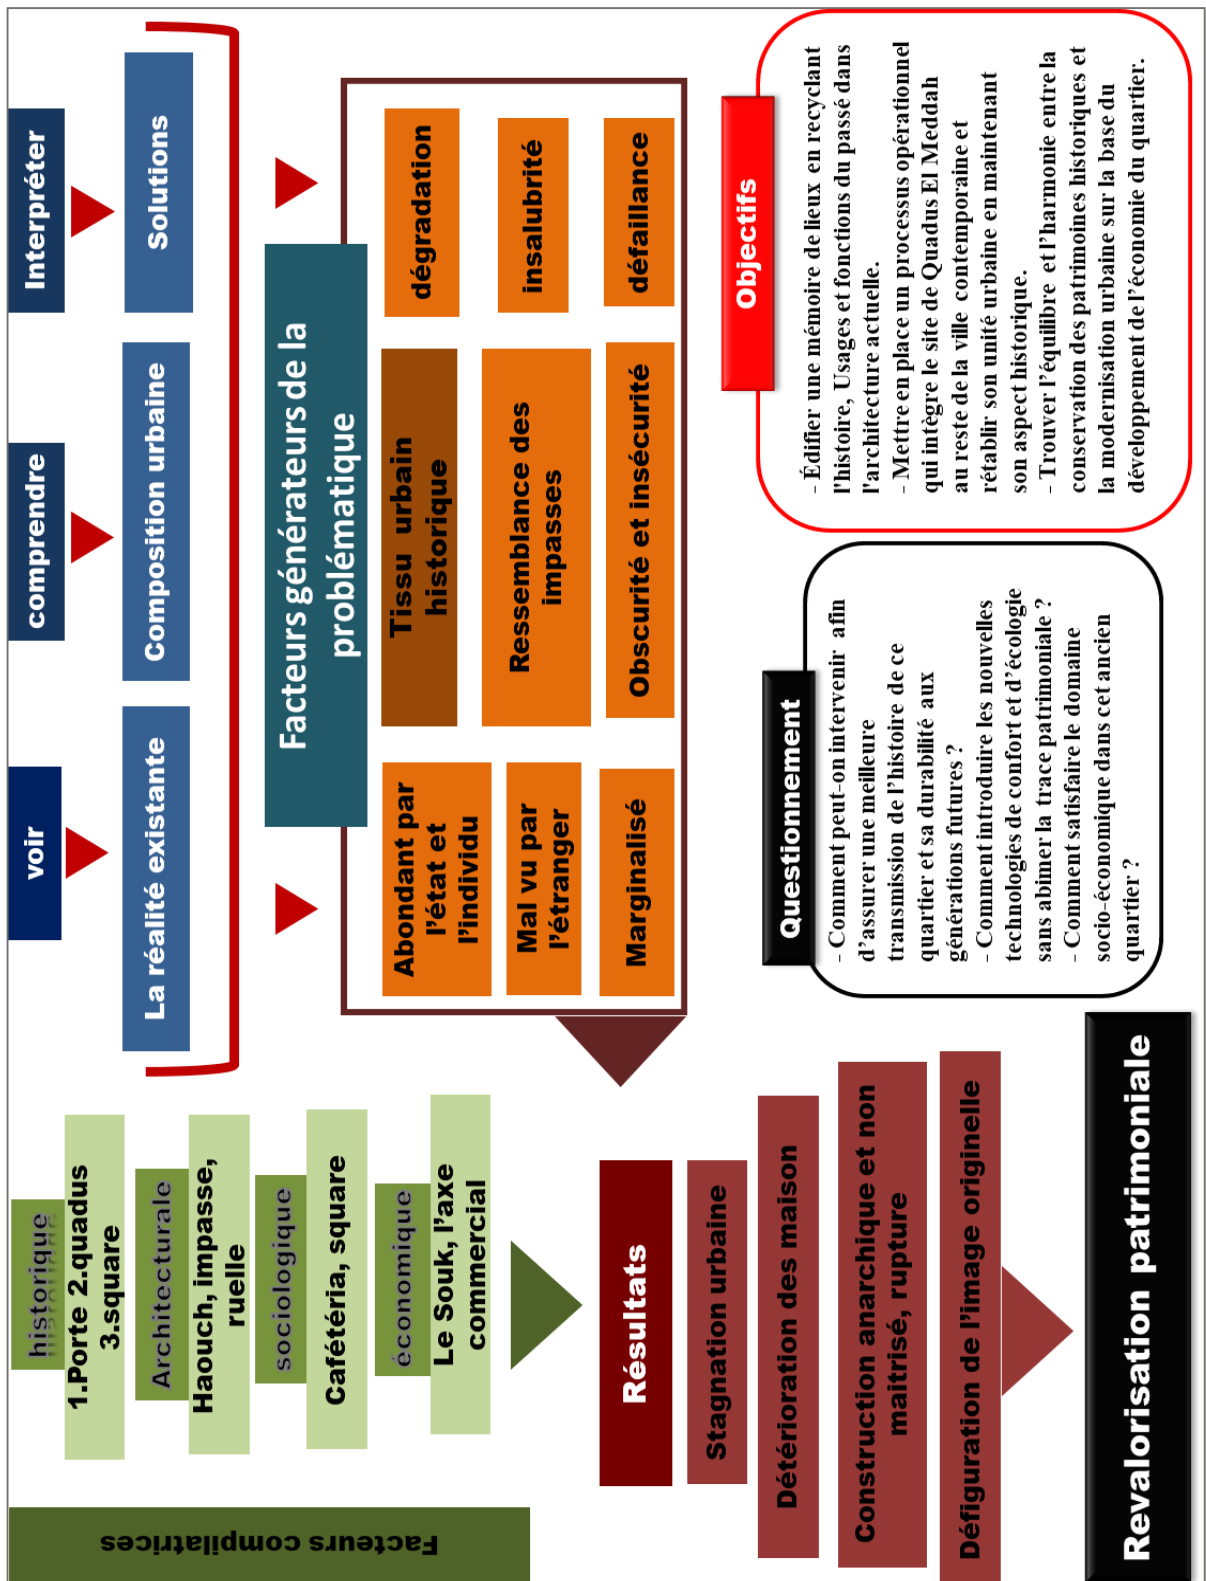 Facteurs compilatrices
historique
1.Porte 2.quadus
3.square
Architecturale
Haouch, impasse,
ruelle
sociologique
Cafétéria, square
économique
Le Souk, l'axe
commercial
voir
La réalité existante
comprendre
Composition urbaine
Interpréter
Solutions
Facteurs générateurs de la
problématique
Abondant par
l'état et
l'individu
Mal vu par
l'étranger
Marginalisé
Tissu urbain
historique
Ressemblance des
impasses
Obscurité et insécurité
dégradation
insalubrité
défaillance
Résultats
Stagnation urbaine
Détérioration des maison
Construction anarchique et non
maitrisé, rupture
Défiguration de l'image originelle
Revalorisation patrimoniale
Questionnement
- Comment peut-on intervenir afin
d'assurer une meilleure
transmission de l'histoire de ce
quartier et sa durabilité aux
générations futures ?
- Comment introduire les nouvelles
technologies de confort et d'écologie
sans abimer la trace patrimoniale ?
- Comment satisfaire le domaine
socio-économique dans cet ancien
quartier ?
Objectifs
- Édifier une mémoire de lieux en recyclant
l'histoire, Usages et fonctions du passé dans
l'architecture actuelle.
- Mettre en place un processus opérationnel
qui intègre le site de Quadus El Meddah
au reste de la ville contemporaine et
rétablir son unité urbaine en maintenant
son aspect historique.
- Trouver l'équilibre et l'harmonie entre la
conservation des patrimoines historiques et
la modernisation urbaine sur la base du
développement de l'économie du quartier.